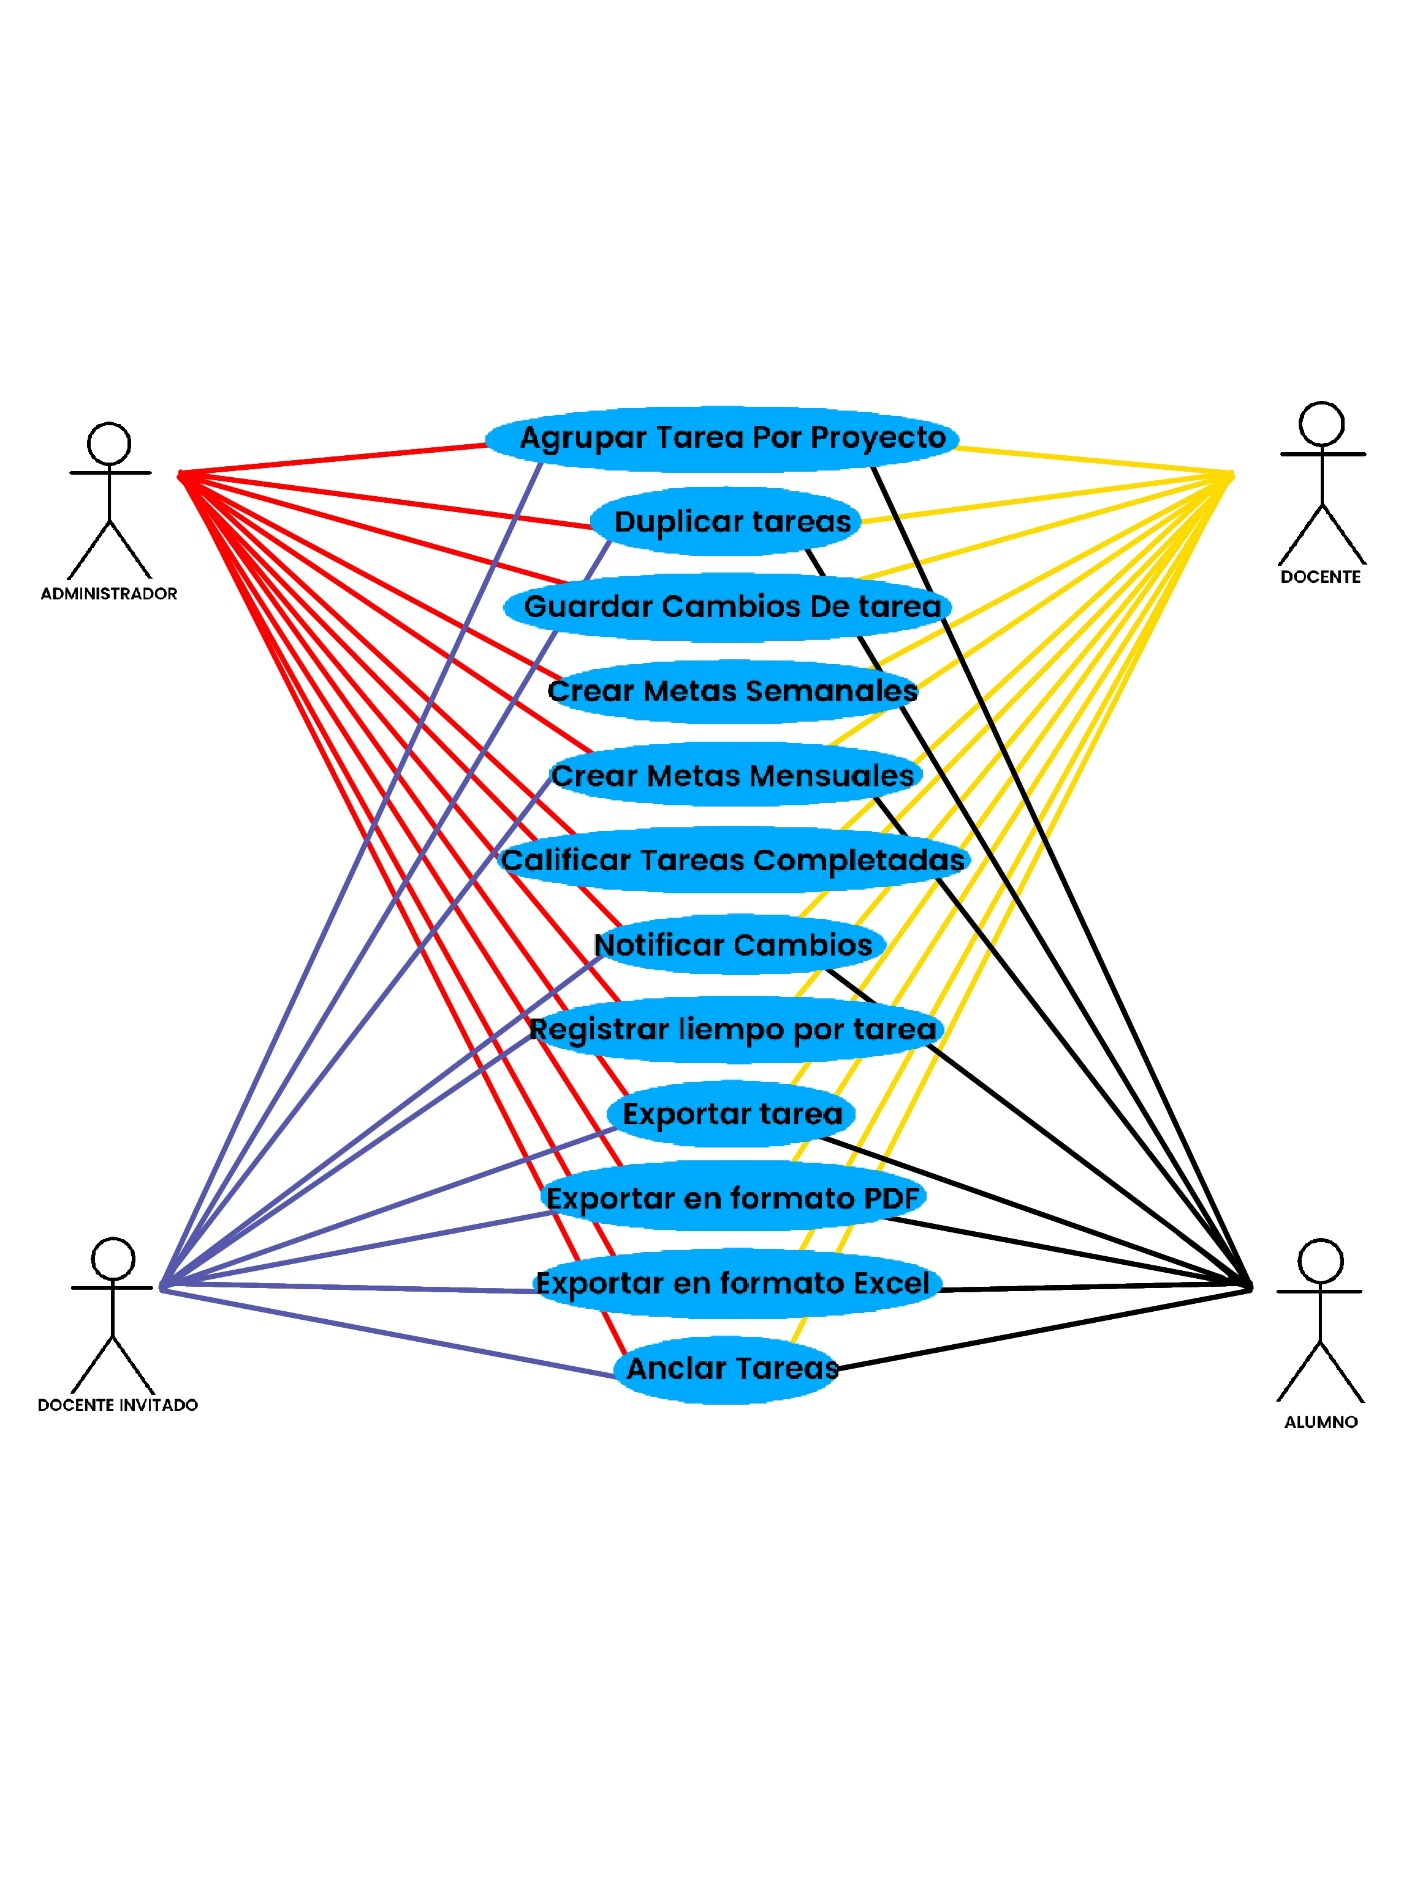 Agrupar Tarea Por Proyecto
Duplicar tareas
Guardar Cambios De tarea
Crear Metas Semanales
Crear Metas Mensuales
Calificar Tareas Completadas
Notificar Cambios
Registrar liempo por tarea
Exportar tarea
Exportar en formato PDF
Exportar en formato Excel
Anclar Tareas
ADMINISTRADOR
DOCENTE
DOCENTE INVITADO
ALUMNO